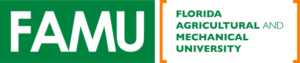 FAMU
FLORIDA
AGRICULTURAL AND
MECHANICAL
UNIVERSITY